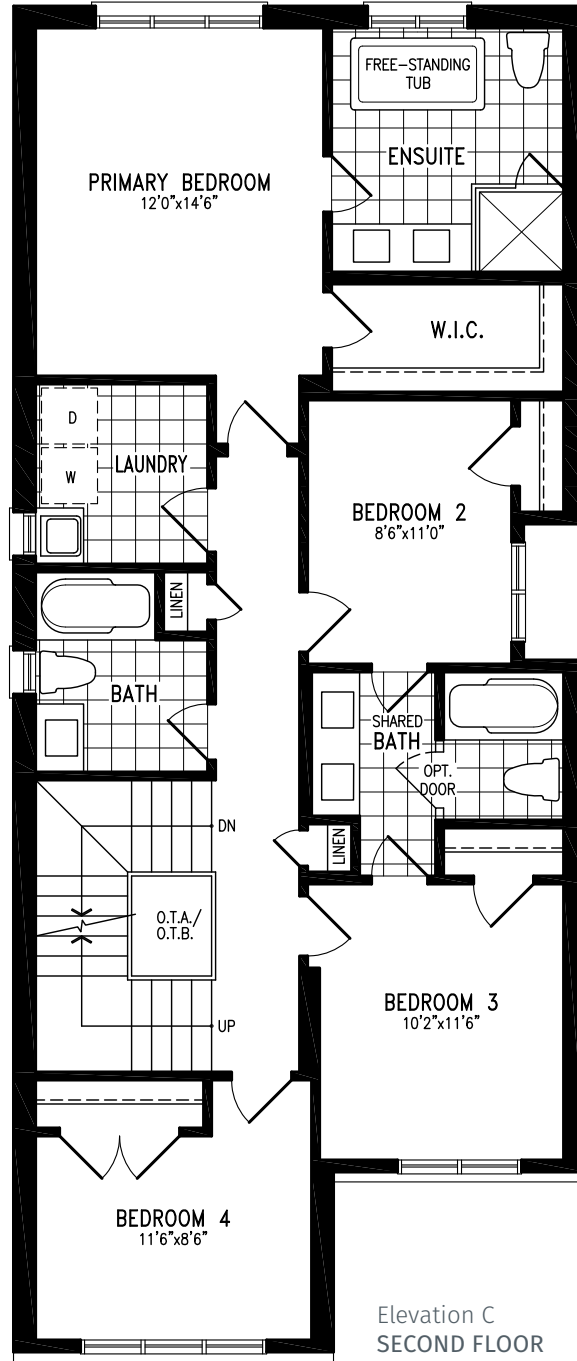 FREE-STANDING
TUB
ENSUITE
PRIMARY BEDROOM
12'0"x14'6"
W.I.C.
D
W
LAUNDRY
BEDROOM 2
8'6"x11'0"
LINEN
BATH
SHARED
BATH
OPT.
DOOR
DN
LINEN
O.T.A./
O.T.B.
UP
BEDROOM 3
10'2"x11'6"
BEDROOM 4
11'6"x8'6"
Elevation C
SECOND FLOOR